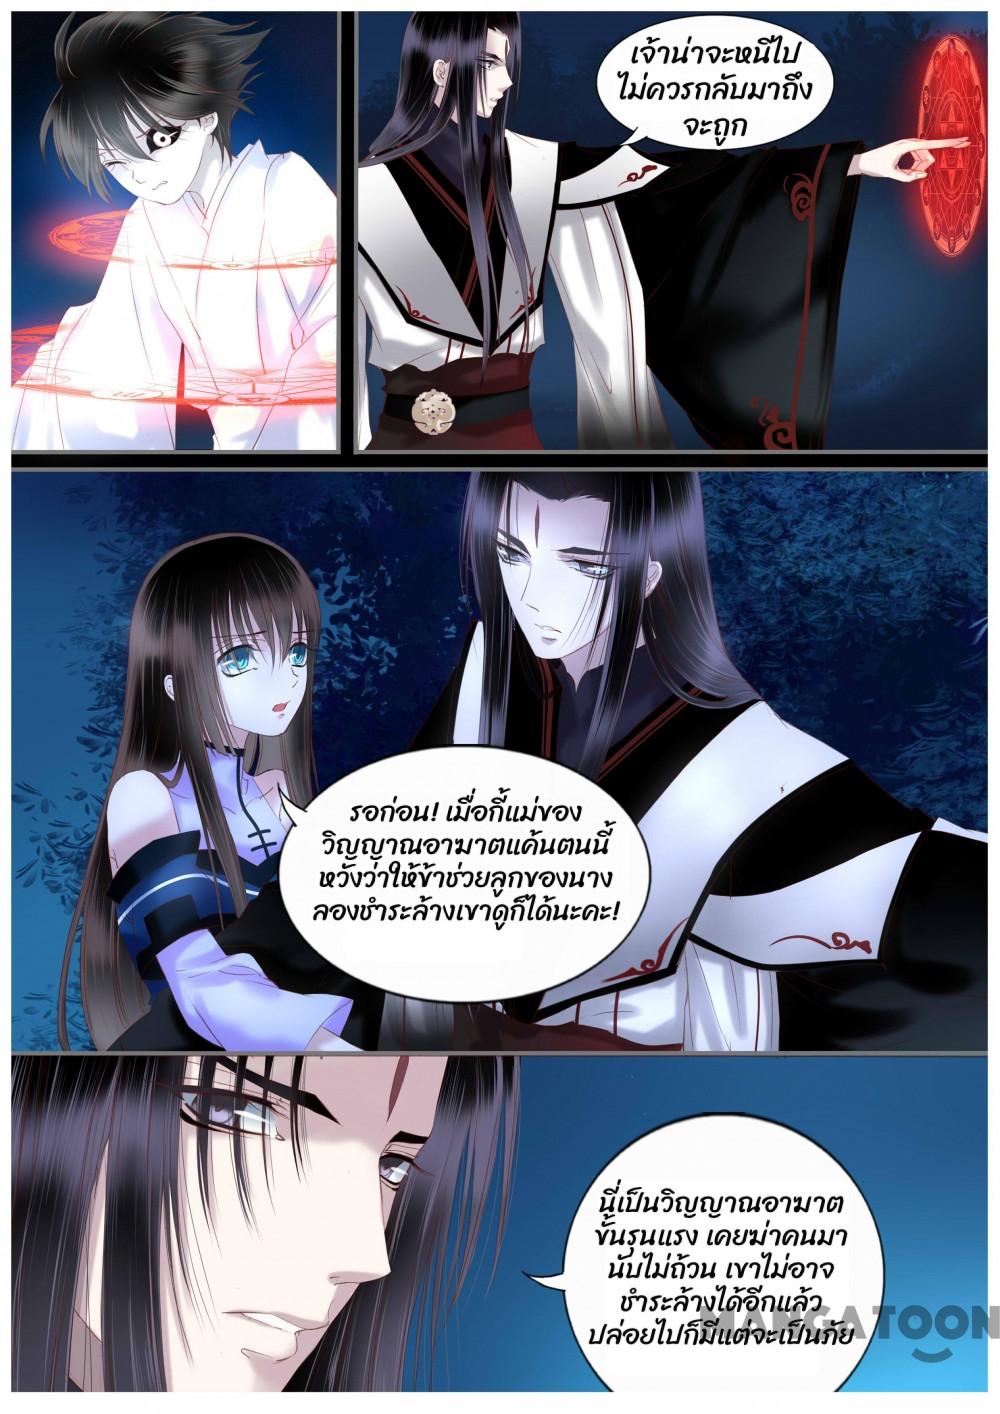 เจ้าน่าจะหนีไป
ไม่ควรกลับมาถึง
จะถูก
รอก่อน! เมื่อกี้แม่ของ
วิญญาณอาฆาตแค้นตนนี้
หวังว่าให้ข้าช่วยลูกของนาง
ลองชำระล้างเขาดูก็ได้นะคะ!
นี่เป็นวิญญาณอาฆาต
ขั้นรุนแรง เคยฆ่าคนมา
นับไม่ถ้วน เขาไม่อาจ
ชำระล้างได้อีกแล้ว
ปล่อยไปก็มีแต่จะเป็นภัย
MANGATOON